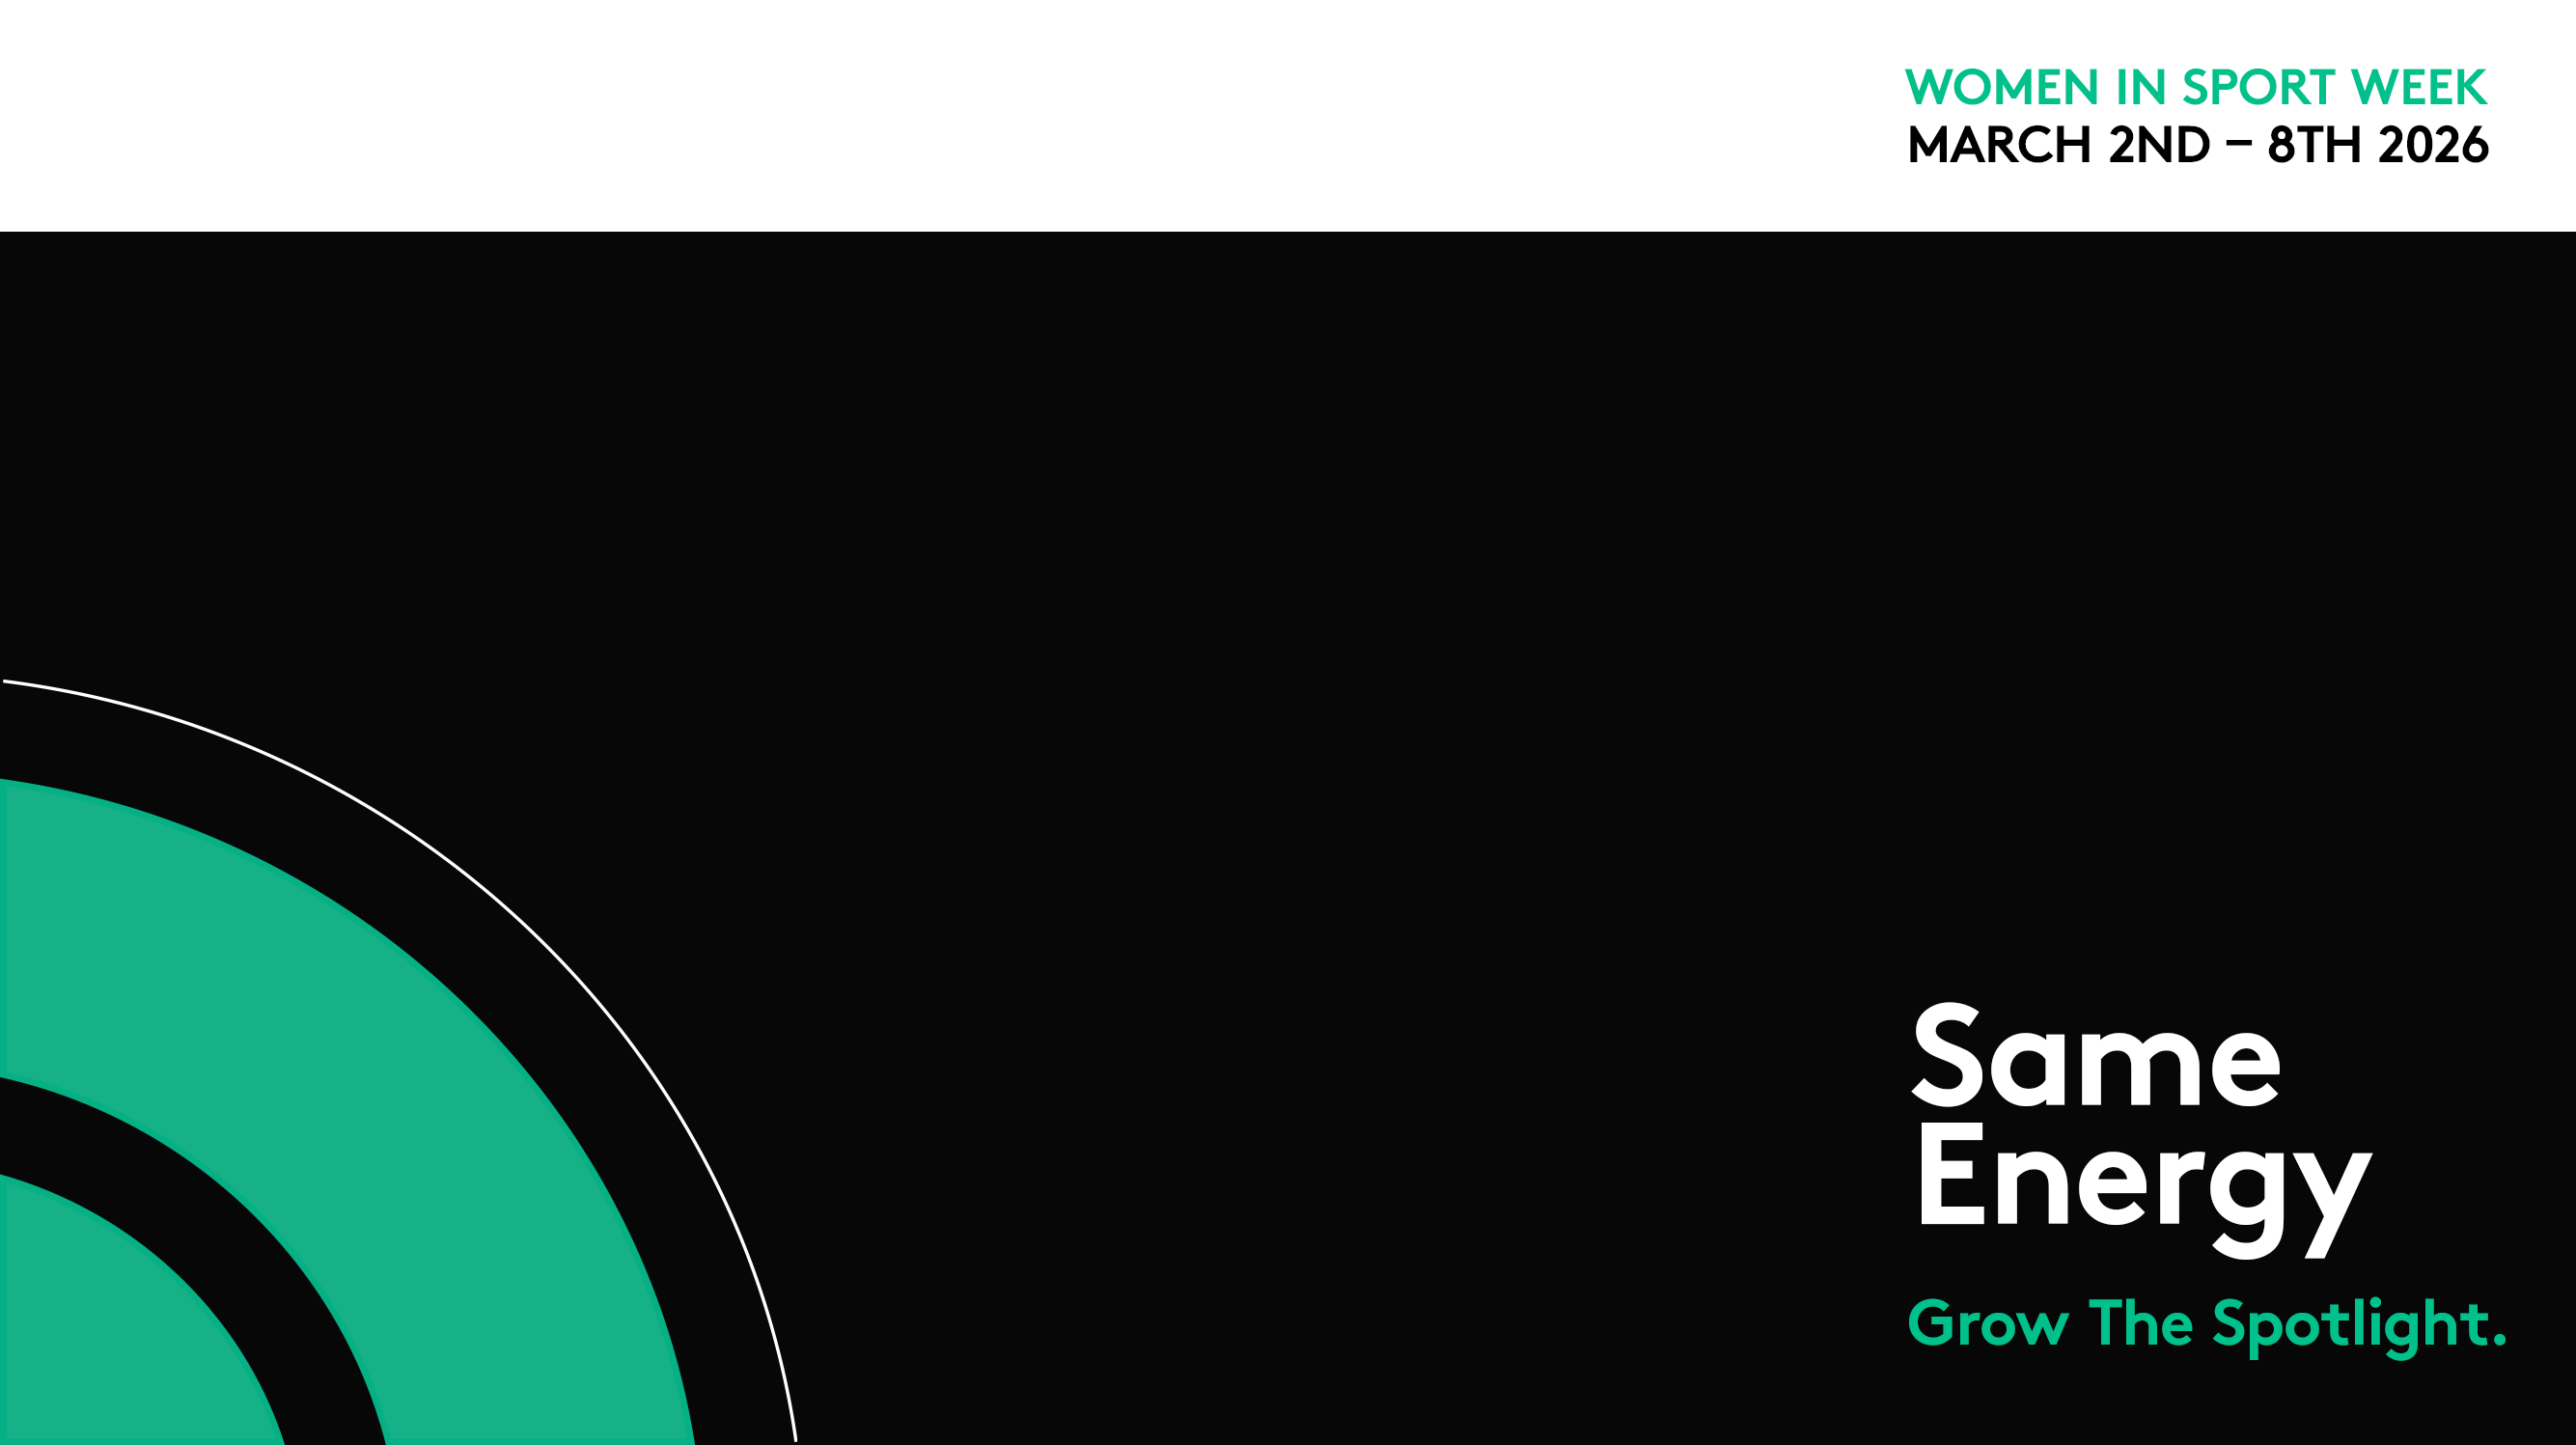 WOMEN IN SPORT WEEK
MARCH 2ND – 8TH 2026
Same
Energy
Grow The Spotlight.